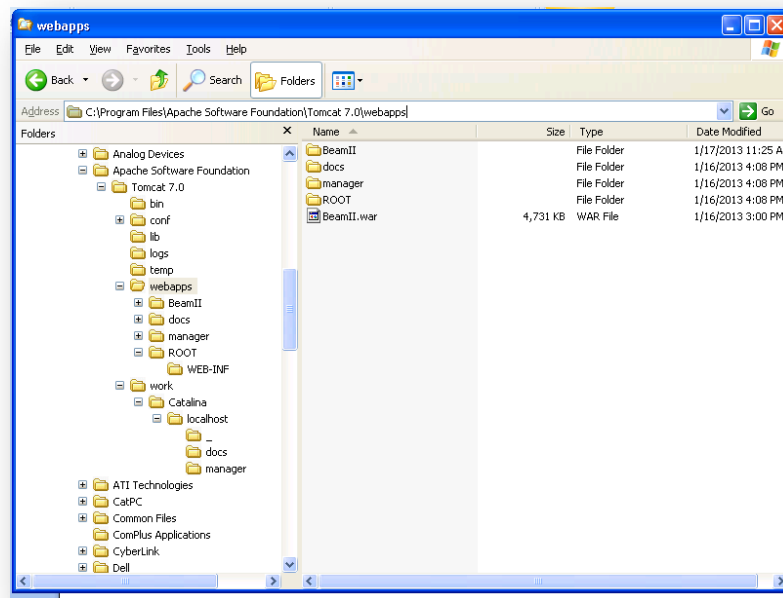 webapps
File Edit View Favorites Tools Help
Back Search Folders
Address C:\Program Files\Apache Software Foundation\Tomcat 7.0\webapps Go
Folders Name Size Type Date Modified
Analog Devices
Apache Software Foundation
Tomcat 7.0
bin
conf
lib
logs
temp
webapps
BeamII
docs
manager
ROOT
WEB-INF
work
Catalina
localhost
_
docs
manager
ATI Technologies
CatPC
Common Files
ComPlus Applications
CyberLink
Dell
BeamII File Folder 1/17/2013 11:25 A
docs File Folder 1/16/2013 4:08 PM
manager File Folder 1/16/2013 4:08 PM
ROOT File Folder 1/16/2013 4:08 PM
BeamII.war 4,731 KB WAR File 1/16/2013 3:00 PM